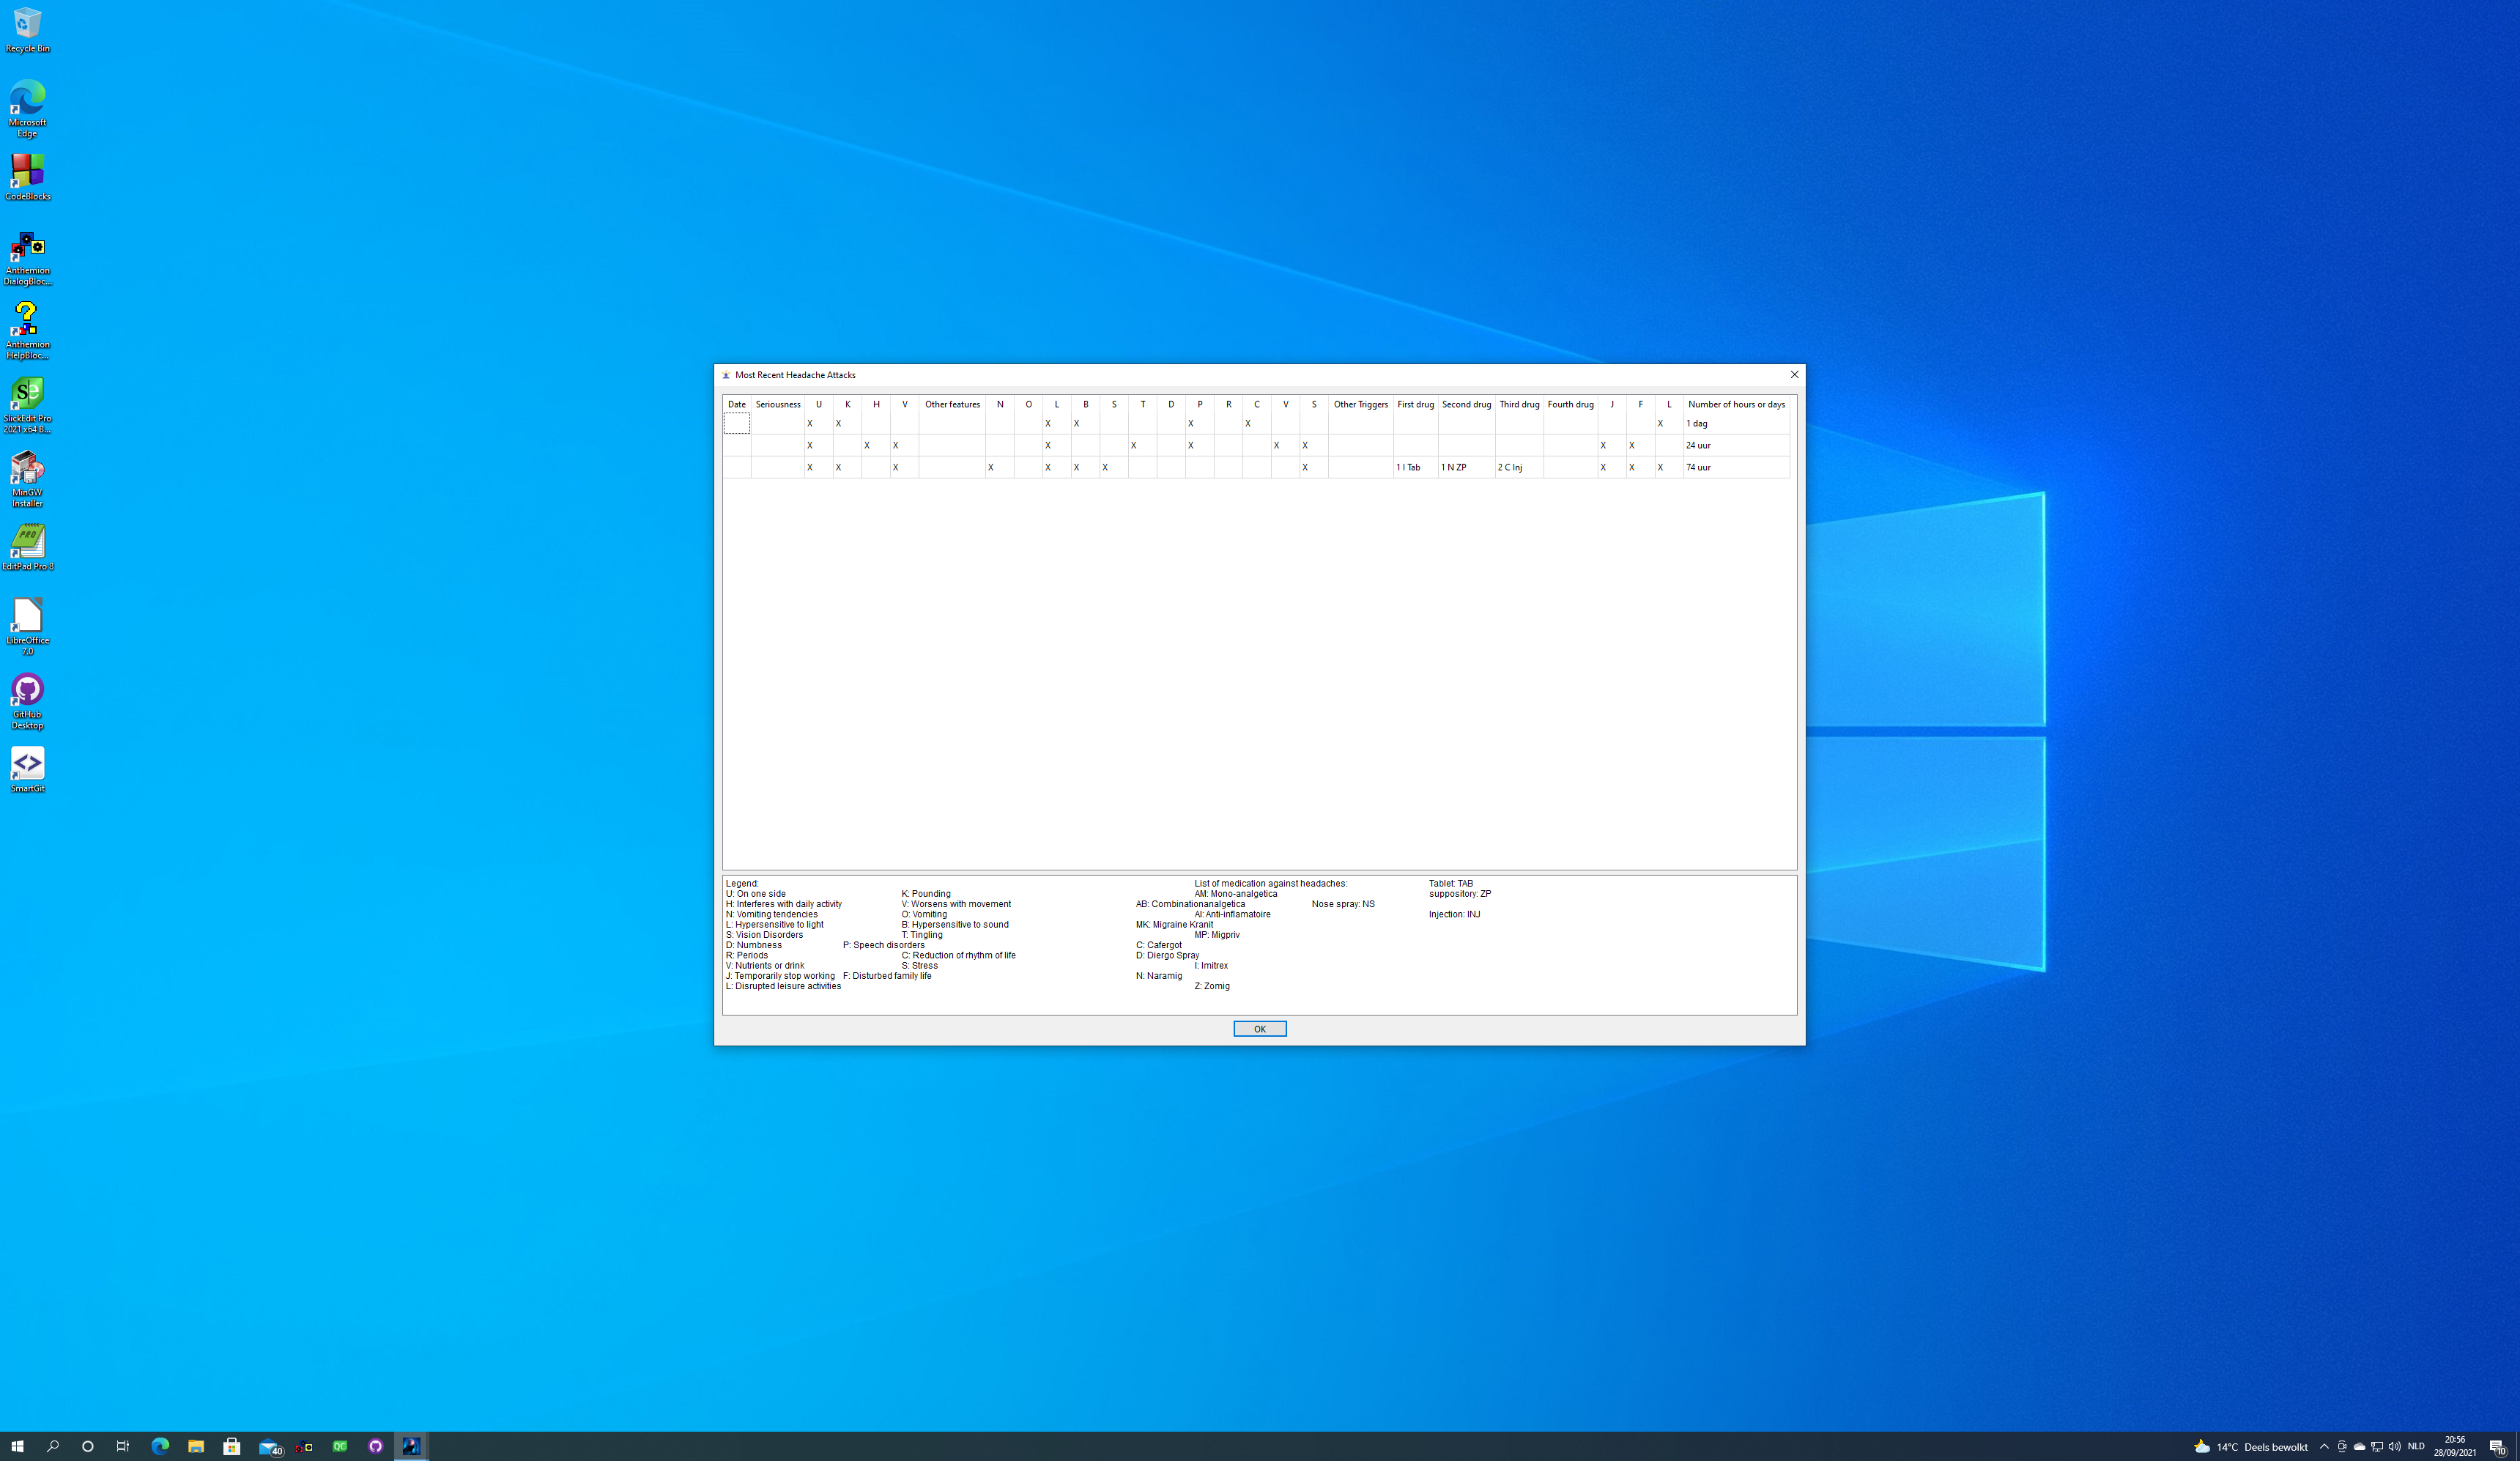 Recycle Bin
Microsoft
Edge
CodeBlocks
Anthemion
DialogBloc...
Anthemion
HelpBloc...
SlickEdit Pro
2021 x64 B...
MinGW
Installer
EditPad Pro 8
LibreOffice
7.0
GitHub
Desktop
SmartGit
Most Recent Headache Attacks
Date Seriousness U K H V Other features N O L B S T D P R C V S Other Triggers First drug Second drug Third drug Fourth drug J F L Number of hours or days
X X X X X X X 1 dag
X X X X X X X X X X 24 uur
X X X X X X X X 1 I Tab 1 N ZP 2 C Inj X X X 74 uur
Legend: List of medication against headaches: Tablet: TAB
U: On one side K: Pounding AM: Mono-analgetica suppository: ZP
H: Interferes with daily activity V: Worsens with movement AB: Combinationanalgetica Nose spray: NS
N: Vomiting tendencies O: Vomiting AI: Anti-inflamatoire Injection: INJ
L: Hypersensitive to light B: Hypersensitive to sound MK: Migraine Kranit
S: Vision Disorders T: Tingling MP: Migpriv
D: Numbness P: Speech disorders C: Cafergot
R: Periods C: Reduction of rhythm of life D: Diergo Spray
V: Nutrients or drink S: Stress I: Imitrex
J: Temporarily stop working F: Disturbed family life N: Naramig
L: Disrupted leisure activities Z: Zomig
OK
40 QC 14°C Deels bewolkt NLD 20:56
28/09/2021 10